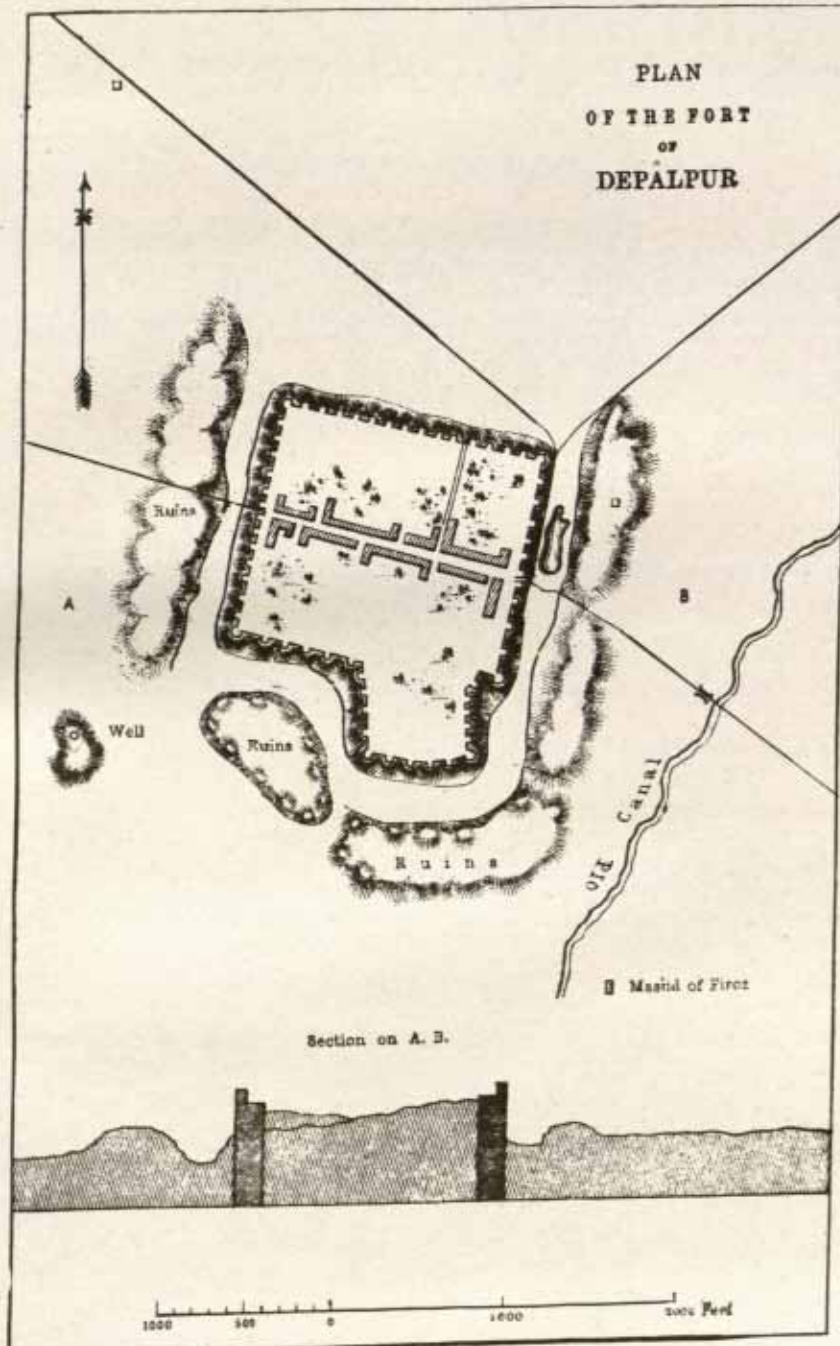 PLAN
OF THE FORT
OF
DEPĀLPUR
Ruins
A
B
Well
Ruins
Ruins
Old Canal
Masjid of Firoz
Section on A. B.
1000 500 0 1000 2000 Feet